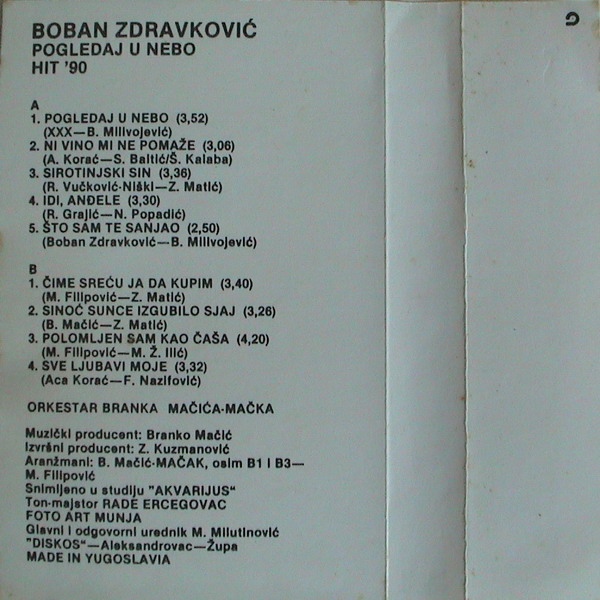 BOBAN ZDRAVKOVIĆ
POGLEDAJ U NEBO
HIT '90
A
1. POGLEDAJ U NEBO (3,52)
(XXX—B. Milivojević)
2. NI VINO MI NE POMAŽE (3,06)
(A. Korać—S. Baltić/Š. Kalaba)
3. SIROTINJSKI SIN (3,36)
(R. Vučković-Niški—Z. Matić)
4. IDI, ANĐELE (3,30)
(R. Grajić—N. Popadić)
5. ŠTO SAM TE SANJAO (2,50)
(Boban Zdravković—B. Milivojević)
B
1. ČIME SREĆU JA DA KUPIM (3,40)
(M. Filipović—Z. Matić)
2. SINOĆ SUNCE IZGUBILO SJAJ (3,26)
(B. Mačić—Z. Matić)
3. POLOMLJEN SAM KAO ČAŠA (4,20)
(M. Filipović—M. Ž. Ilić)
4. SVE LJUBAVI MOJE (3,32)
(Aca Korać—F. Nazifović)
ORKESTAR BRANKA MAČIĆA-MAČKA
Muzički producent: Branko Mačić
Izvršni producent: Z. Kuzmanović
Aranžmani: B. Mačić-MAČAK, osim B1 i B3—
M. Filipović
Snimljeno u studiju "AKVARIJUS"
Ton-majstor RADE ERCEGOVAC
FOTO ART MUNJA
Glavni i odgovorni urednik M. Milutinović
"DISKOS"—Aleksandrovac—Župa
MADE IN YUGOSLAVIA